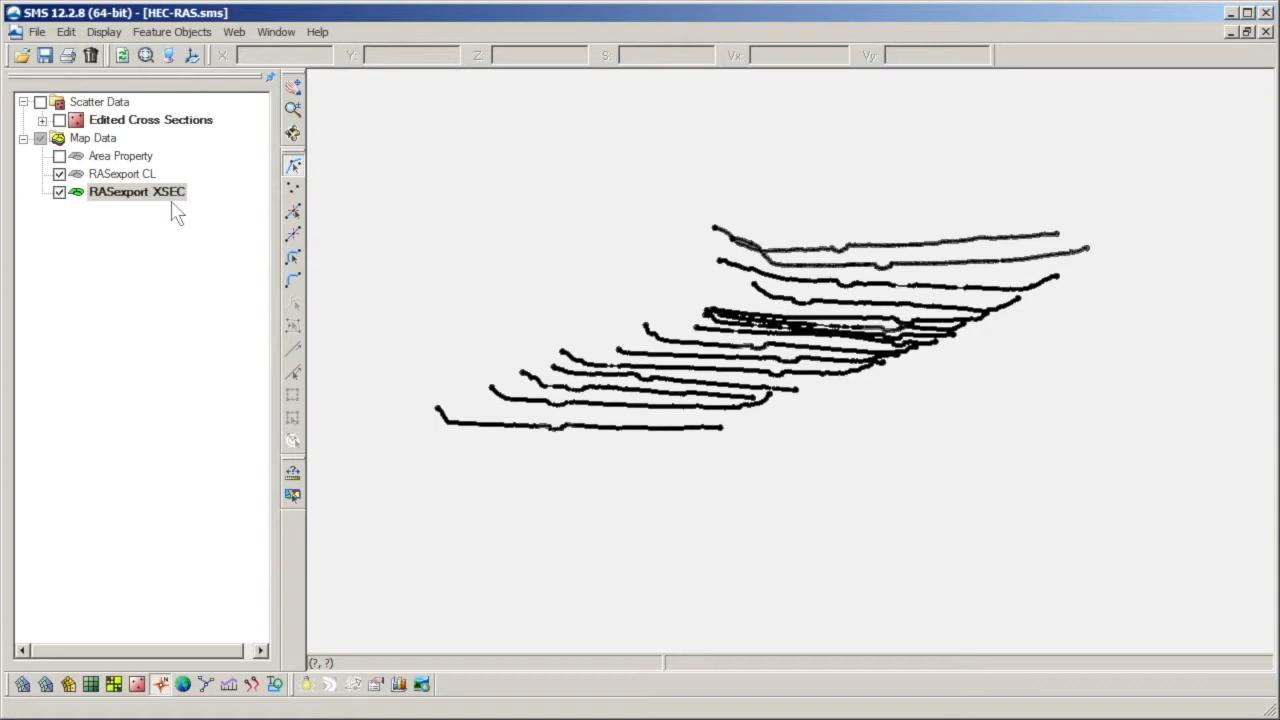 SMS 12.2.8 (64-bit) - [HEC-RAS.sms]
File Edit Display Feature Objects Web Window Help
X: Y: Z: S: Vx: Vy:
Scatter Data
Edited Cross Sections
Map Data
Area Property
RASexport CL
RASexport XSEC
(?, ?)